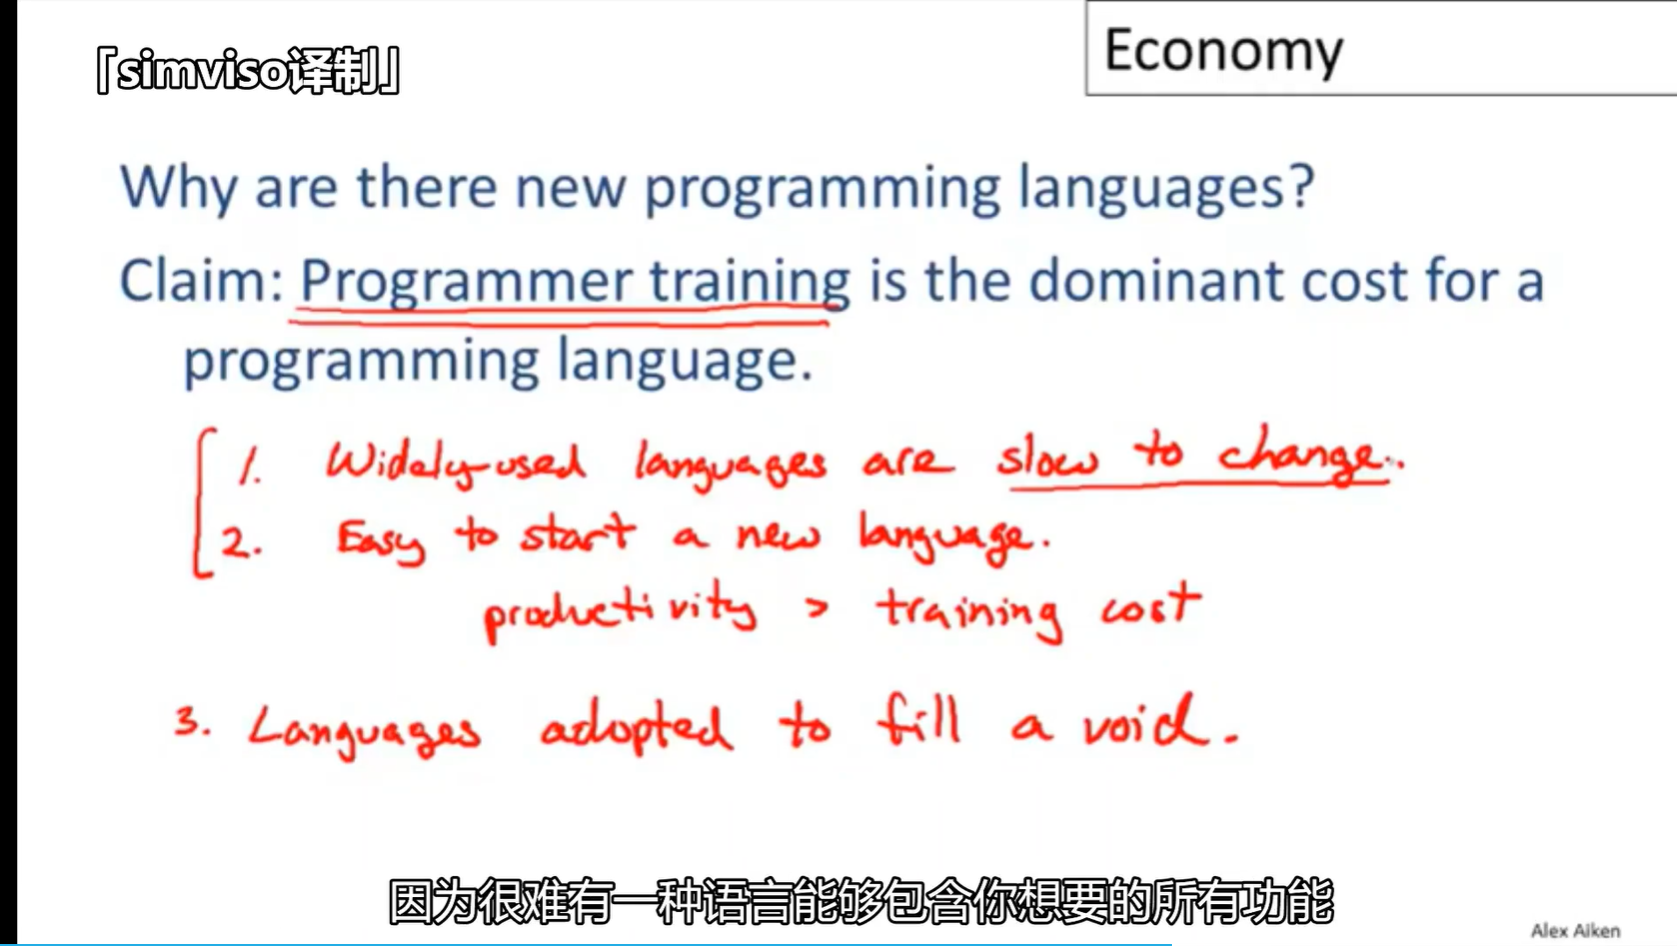 「simviso译制」
Economy
Why are there new programming languages?
Claim: Programmer training is the dominant cost for a
programming language.
1. Widely-used languages are slow to change.
2. Easy to start a new language.
productivity > training cost
3. Languages adopted to fill a void.
因为很难有一种语言能够包含你想要的所有功能
Alex Aiken